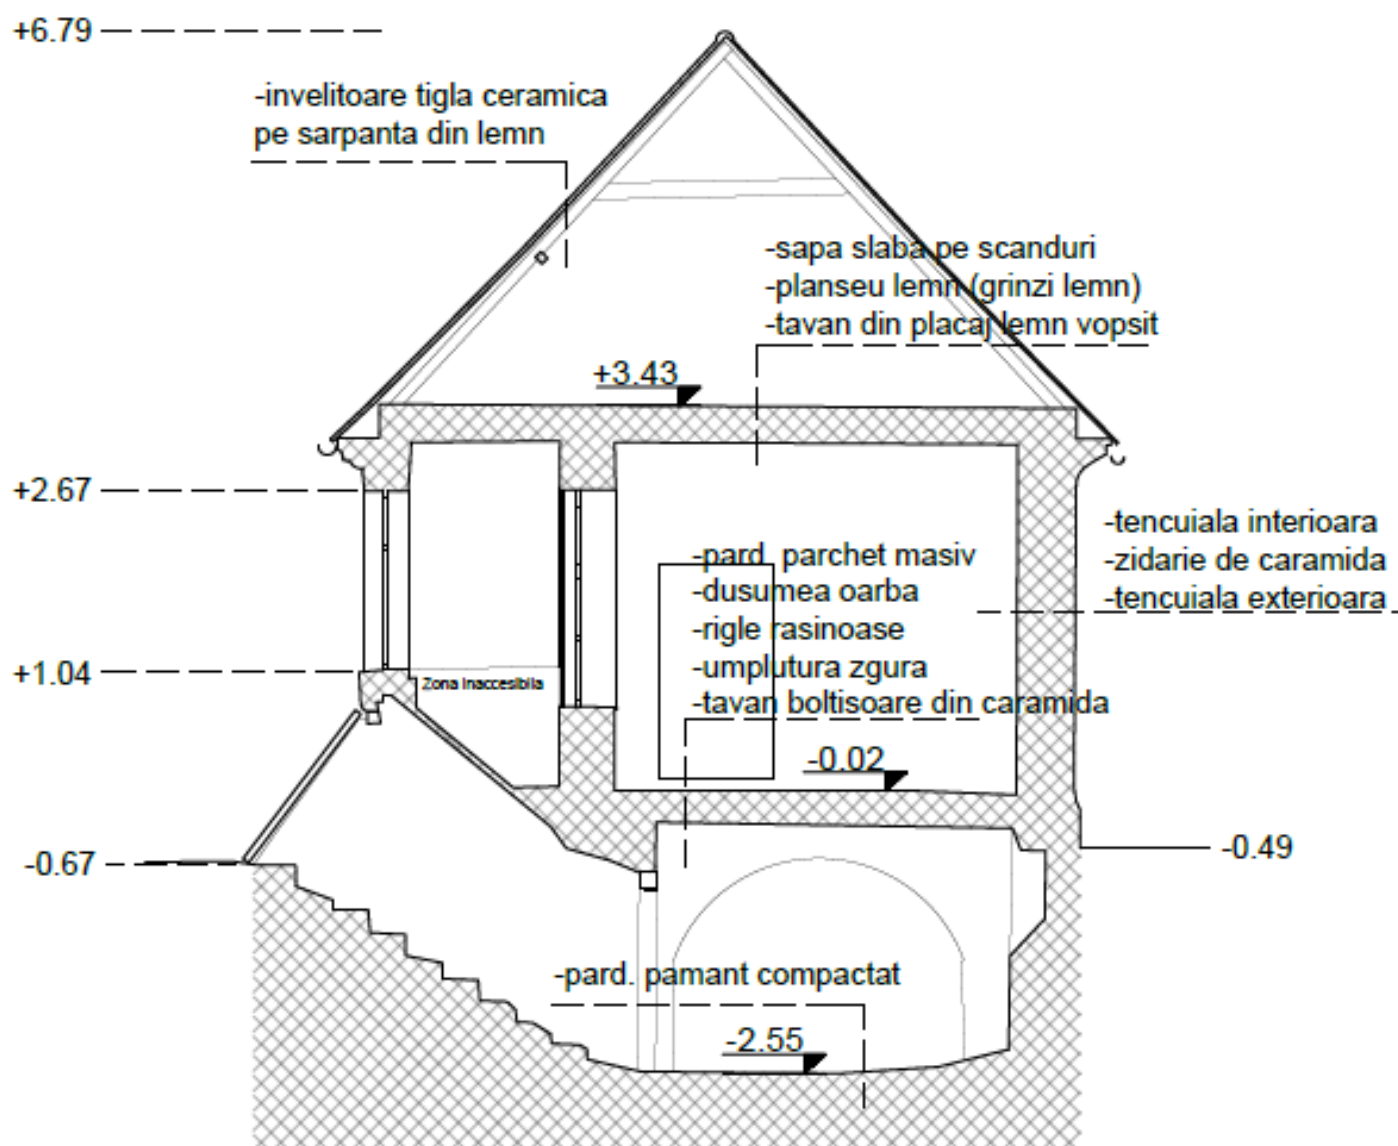 +6.79
-invelitoare tigla ceramica
pe sarpanta din lemn
-sapa slaba pe scanduri
-planseu lemn (grinzi lemn)
-tavan din placaj lemn vopsit
+3.43
+2.67
-tencuiala interioara
-zidarie de caramida
-tencuiala exterioara
-pard. parchet masiv
-dusumea oarba
-rigle rasinoase
-umplutura zgura
-tavan boltisoare din caramida
+1.04
Zona inaccesibila
-0.02
-0.49
-0.67
-pard. pamant compactat
-2.55